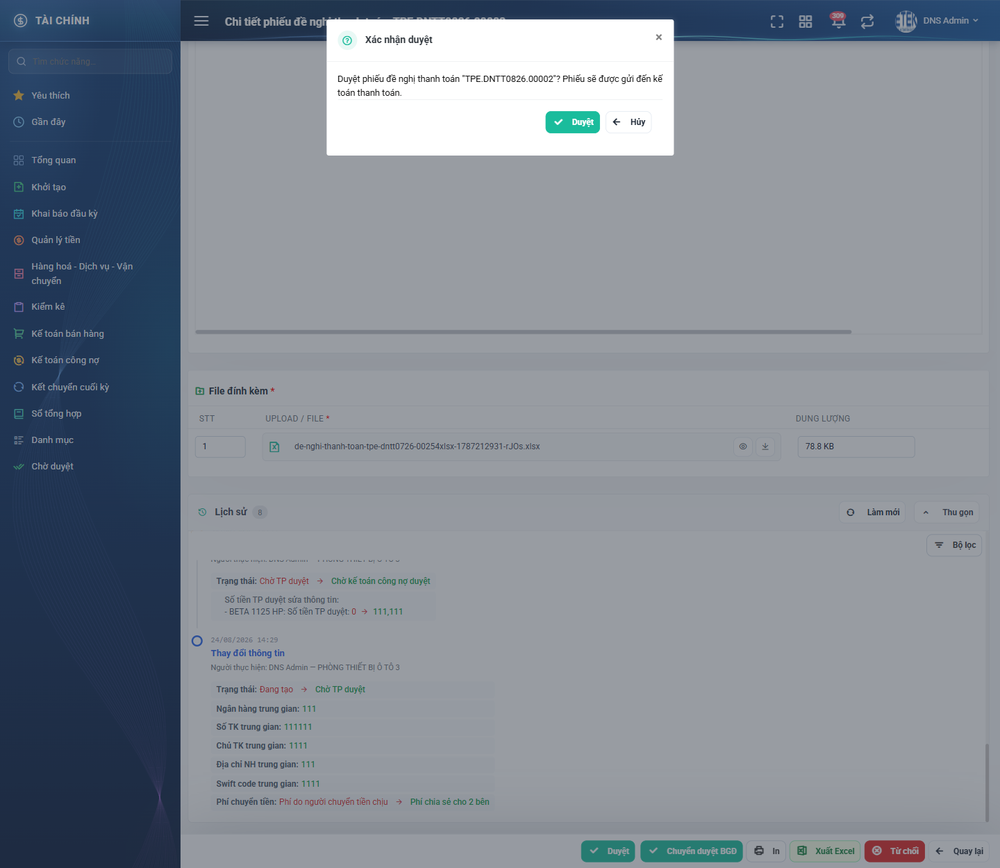 TÀI CHÍNH
Chi tiết phiếu đề ngh
309
DNS Admin
Tìm chức năng...
Yêu thích
Gần đây
Tổng quan
Khởi tạo
Khai báo đầu kỳ
Quản lý tiền
Hàng hoá - Dịch vụ - Vận
chuyển
Kiểm kê
Kế toán bán hàng
Kế toán công nợ
Kết chuyển cuối kỳ
Sổ tổng hợp
Danh mục
Chờ duyệt
Xác nhận duyệt
×
Duyệt phiếu đề nghị thanh toán "TPE.DNTT0826.00002"? Phiếu sẽ được gửi đến kế
toán thanh toán.
Duyệt
Hủy
File đính kèm *
STT UPLOAD / FILE * DUNG LƯỢNG
1 de-nghi-thanh-toan-tpe-dntt0726-00254xlsx-1787212931-rJOs.xlsx 78.8 KB
Lịch sử 8
Làm mới
Thu gọn
Bộ lọc
Người thực hiện: DNS Admin — PHÒNG THIẾT BỊ Ô TÔ 3
Trạng thái: Chờ TP duyệt → Chờ kế toán công nợ duyệt
Số tiền TP duyệt sửa thông tin:
- BETA 1125 HP: Số tiền TP duyệt: 0 → 111,111
24/08/2026 14:29
Thay đổi thông tin
Người thực hiện: DNS Admin — PHÒNG THIẾT BỊ Ô TÔ 3
Trạng thái: Đang tạo → Chờ TP duyệt
Ngân hàng trung gian: 111
Số TK trung gian: 111111
Chủ TK trung gian: 1111
Địa chỉ NH trung gian: 111
Swift code trung gian: 1111
Phí chuyển tiền: Phí do người chuyển tiền chịu → Phí chia sẻ cho 2 bên
Duyệt
Chuyển duyệt BGĐ
In
Xuất Excel
Từ chối
Quay lại